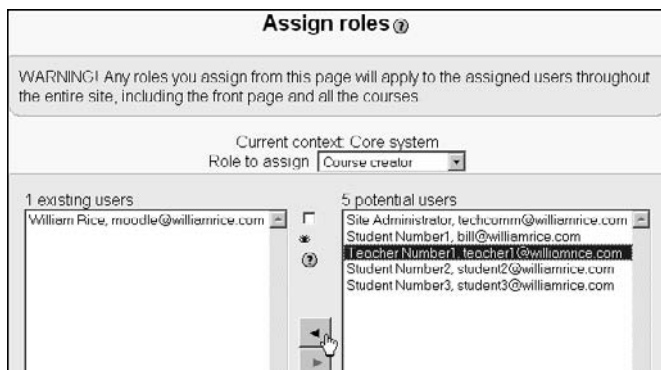 Assign roles
WARNING! Any roles you assign from this page will apply to the assigned users throughout
the entire site, including the front page and all the courses
Current context: Core system
Role to assign Course creator
1 existing users
William Rice, moodle@williamrice.com
5 potential users
Site Administrator, techcomm@williamrice.com
Student Number1, bill@williamrice.com
Teacher Number1, teacher1@williamrice.com
Student Number2, student2@williamrice.com
Student Number3, student3@williamrice.com